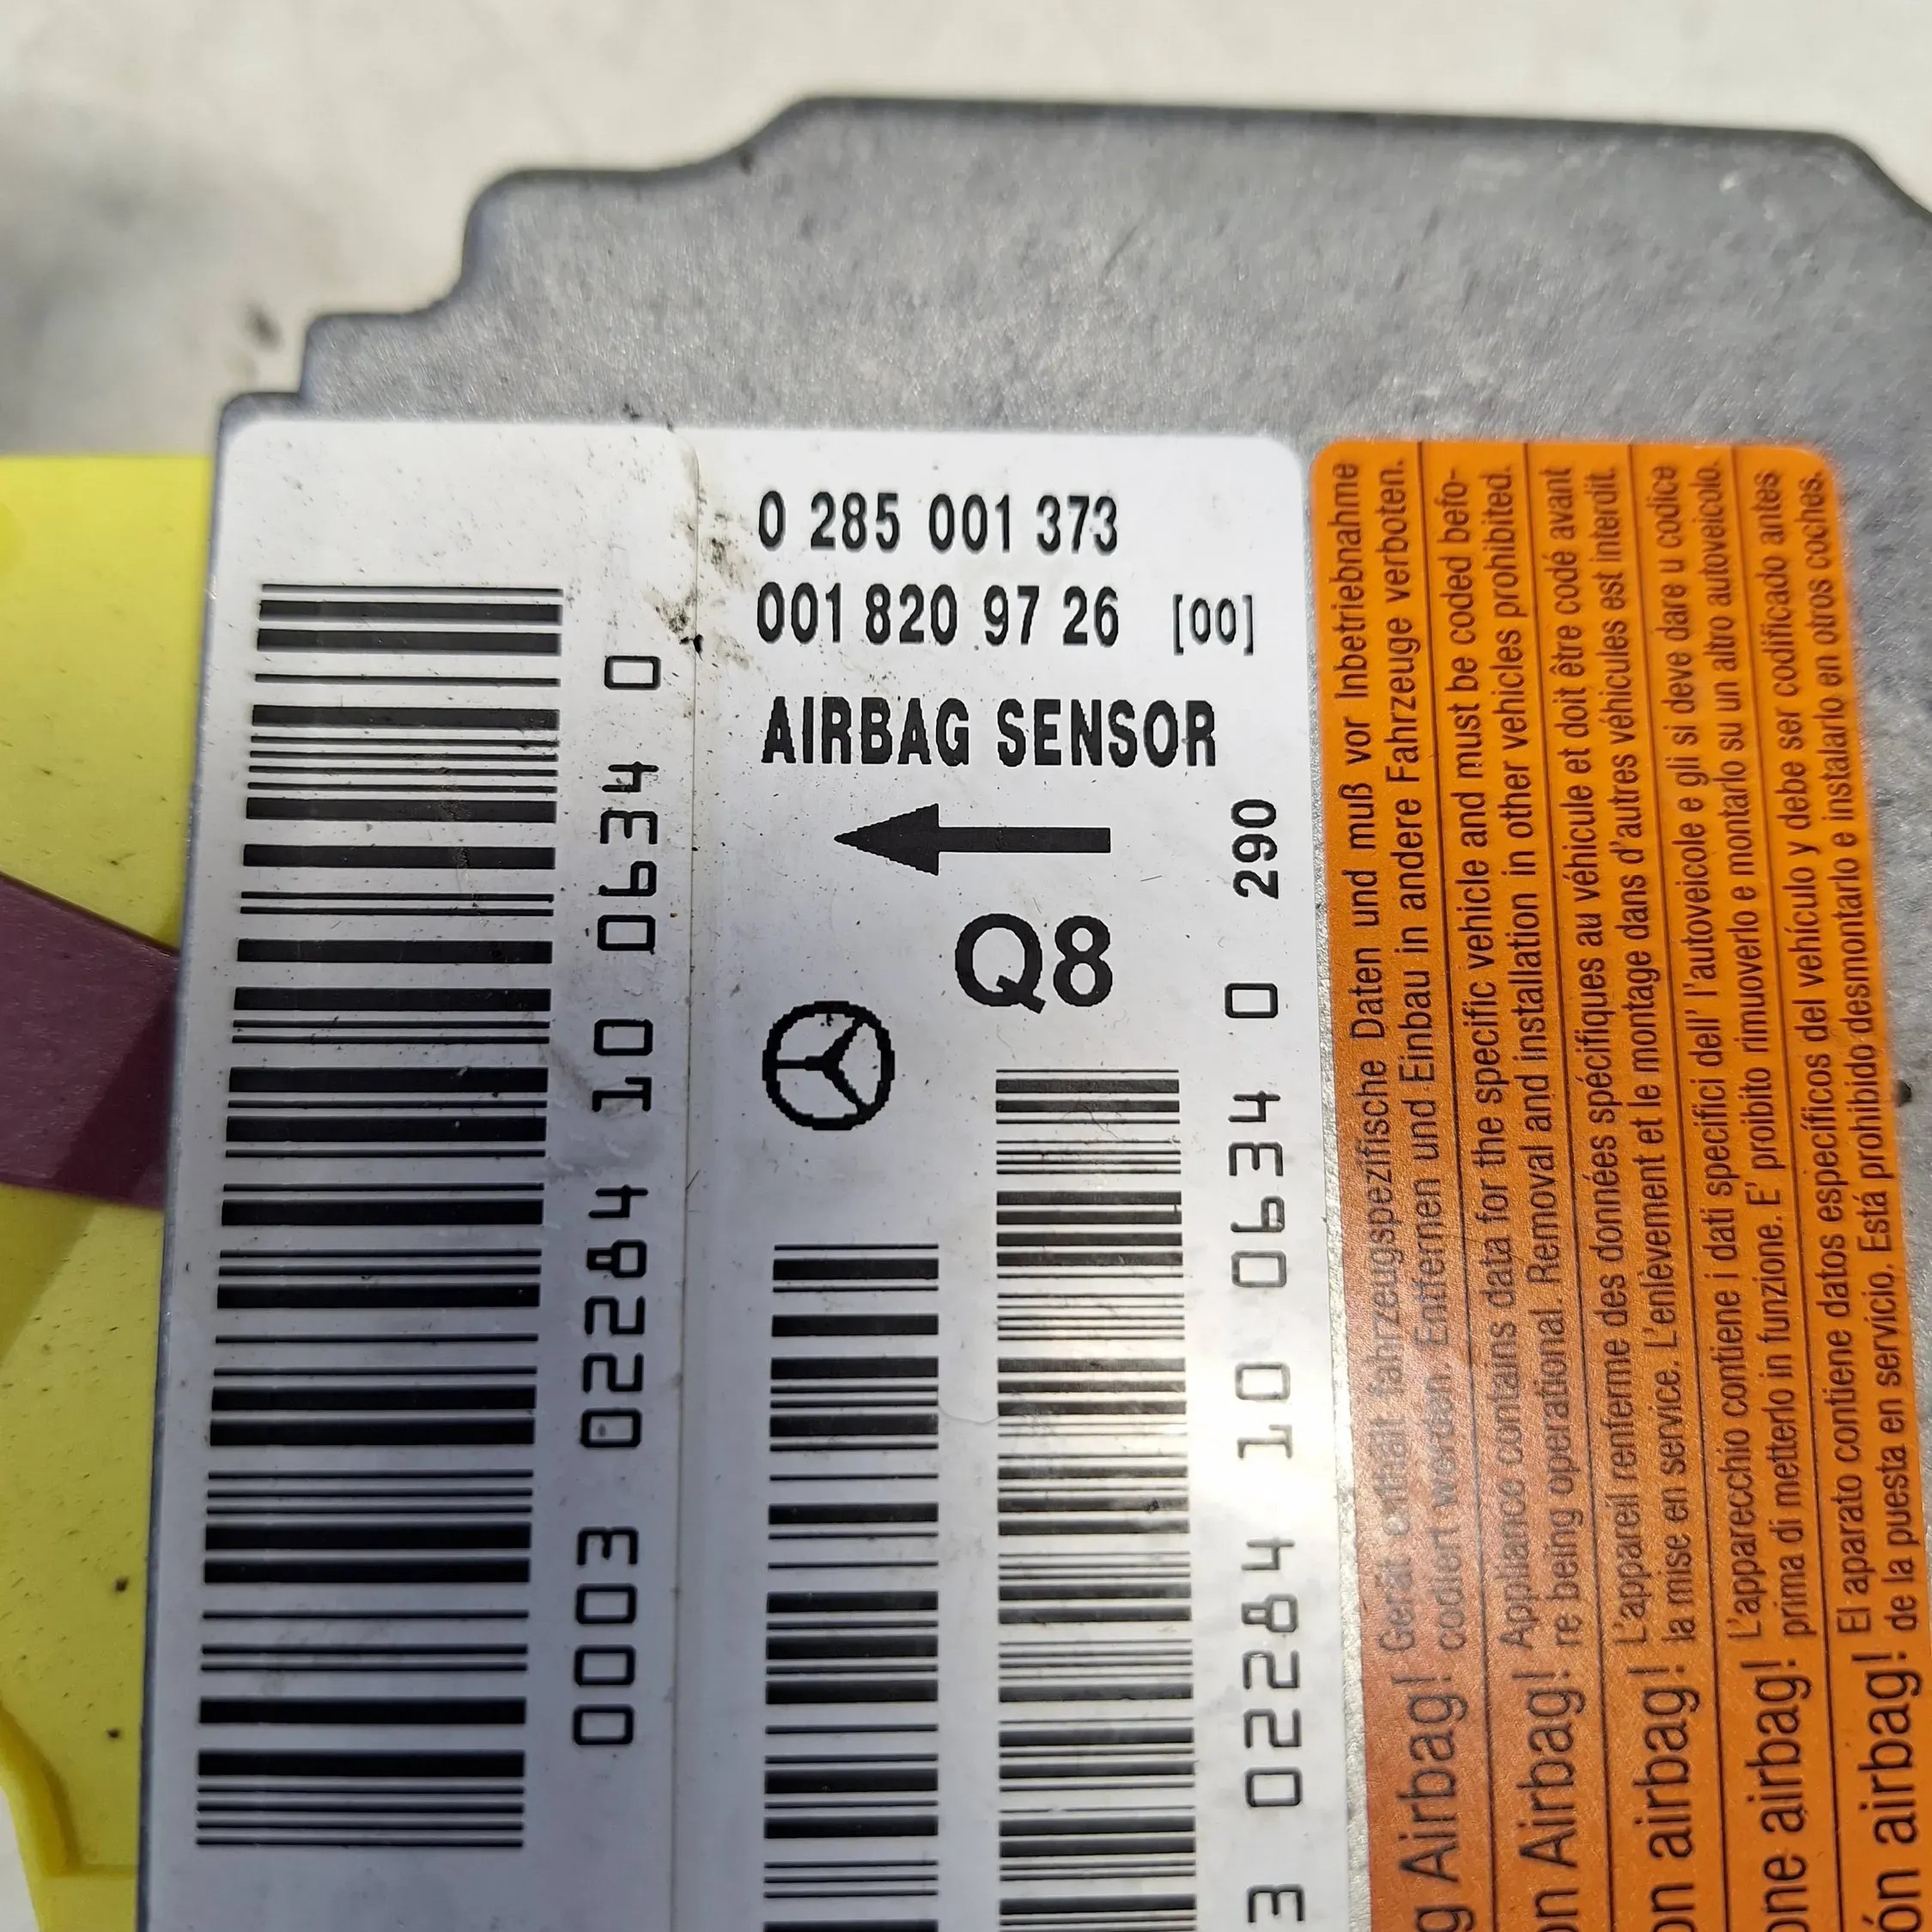 0 285 001 373
001 820 97 26 [00]
AIRBAG SENSOR
290
Q8
0003 02284 10 0634 0
3 02284 10 0634 0
Airbag! Gerät enthält fahrzeugspezifische Daten und muß vor Inbetriebnahme
codiert werden. Entfernen und Einbau in andere Fahrzeuge verboten.
Airbag! Appliance contains data for the specific vehicle and must be coded befo-
re being operational. Removal and installation in other vehicles prohibited.
airbag! L'appareil renferme des données spécifiques au véhicule et doit être codé avant
la mise en service. L'enlèvement et le montage dans d'autres véhicules est interdit.
airbag! L'apparecchio contiene i dati specifici dell' l'autoveicole e gli si deve dare u codice
prima di metterlo in funzione. E' proibito rimuoverlo e montarlo su un altro autoveicolo.
airbag! El aparato contiene datos específicos del vehículo y debe ser codificado antes
de la puesta en servicio. Está prohibido desmontarlo e instalarlo en otros coches.